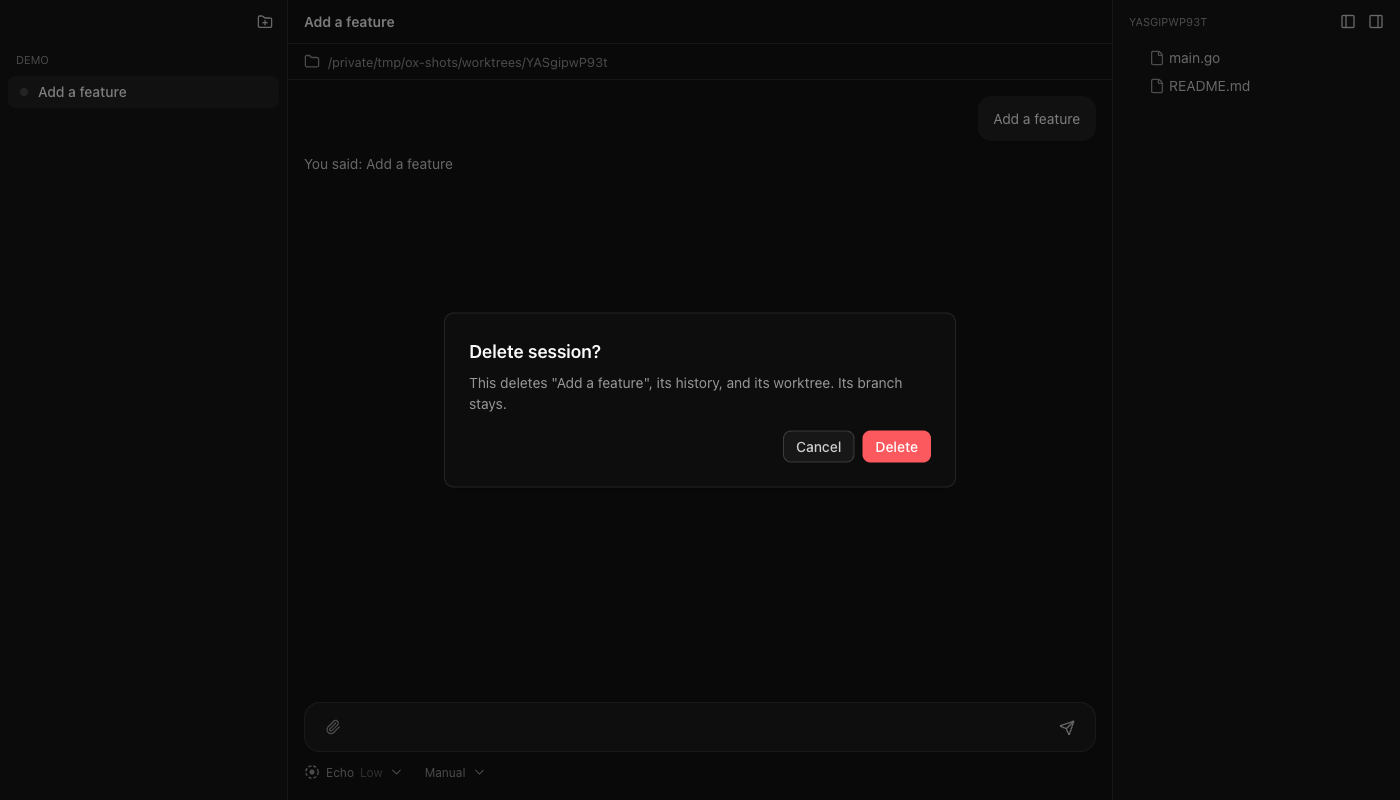 DEMO
Add a feature
Add a feature
/private/tmp/ox-shots/worktrees/YASgipwP93t
Add a feature
You said: Add a feature
Delete session?
This deletes "Add a feature", its history, and its worktree. Its branch
stays.
Cancel
Delete
Echo Low
Manual
YASGIPWP93T
main.go
README.md